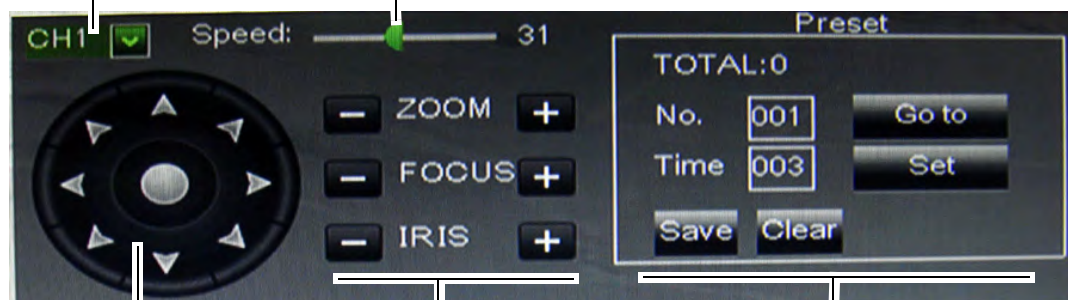 CH1 Speed: 31
Preset
TOTAL:0
No. 001 Go to
Time 003 Set
Save Clear
ZOOM
FOCUS
IRIS